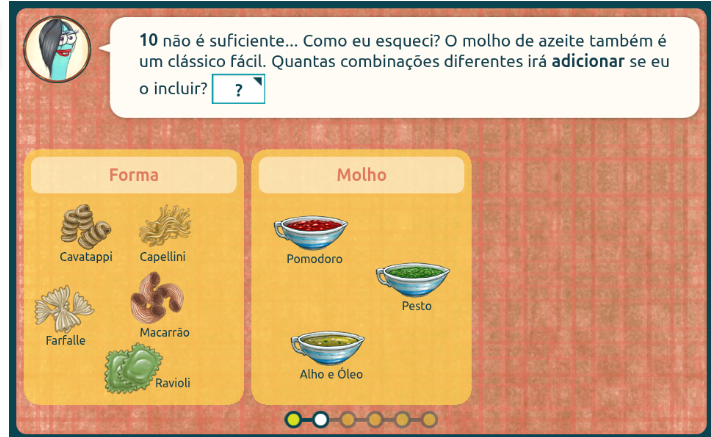 10 não é suficiente... Como eu esqueci? O molho de azeite também é
um clássico fácil. Quantas combinações diferentes irá adicionar se eu
o incluir? ?
Forma
Molho
Cavatappi
Capellini
Farfalle
Macarrão
Ravioli
Pomodoro
Pesto
Alho e Óleo